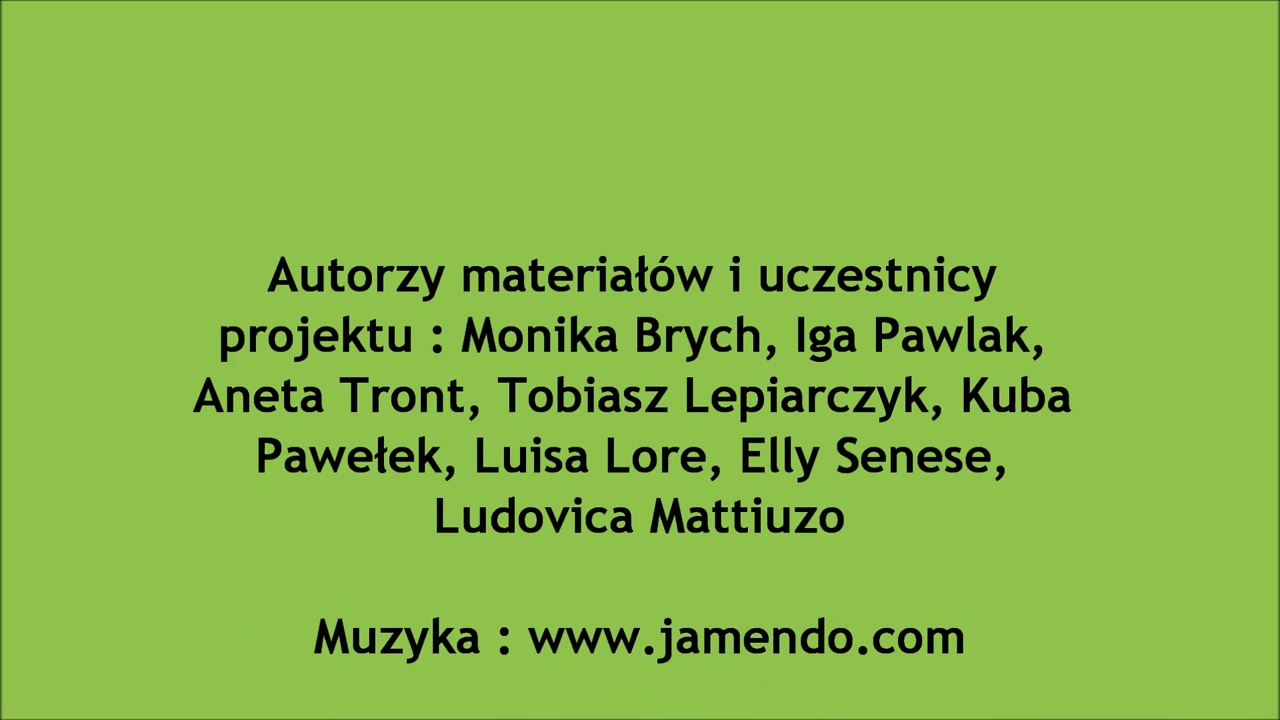 Autorzy materiałów i uczestnicy
projektu : Monika Brych, Iga Pawlak,
Aneta Tront, Tobiasz Lepiarczyk, Kuba
Pawełek, Luisa Lore, Elly Senese,
Ludovica Mattiuzo
Muzyka : www.jamendo.com